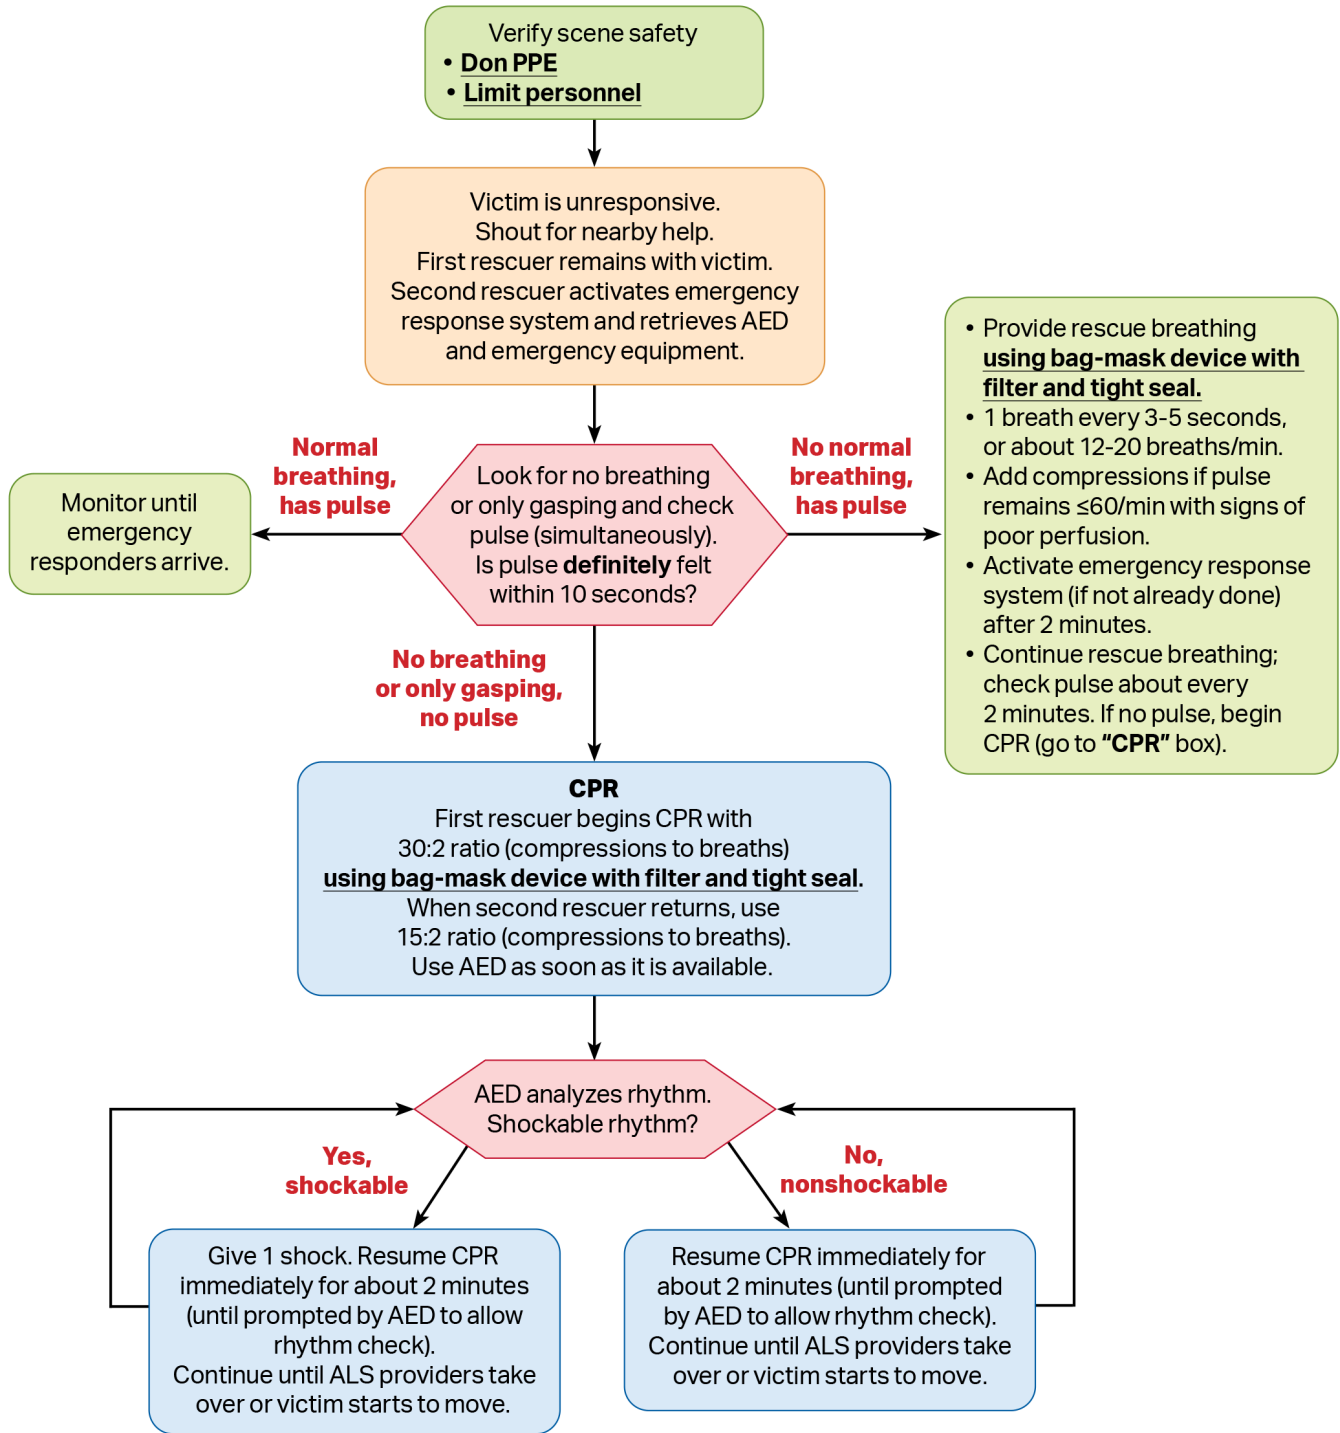 Verify scene safety
• Don PPE
• Limit personnel
Victim is unresponsive.
Shout for nearby help.
First rescuer remains with victim.
Second rescuer activates emergency
response system and retrieves AED
and emergency equipment.
Normal
breathing,
has pulse
Look for no breathing
or only gasping and check
pulse (simultaneously).
Is pulse definitely felt
within 10 seconds?
No normal
breathing,
has pulse
Monitor until
emergency
responders arrive.
• Provide rescue breathing
using bag-mask device with
filter and tight seal.
• 1 breath every 3-5 seconds,
or about 12-20 breaths/min.
• Add compressions if pulse
remains ≤60/min with signs of
poor perfusion.
• Activate emergency response
system (if not already done)
after 2 minutes.
• Continue rescue breathing;
check pulse about every
2 minutes. If no pulse, begin
CPR (go to “CPR” box).
No breathing
or only gasping,
no pulse
CPR
First rescuer begins CPR with
30:2 ratio (compressions to breaths)
using bag-mask device with filter and tight seal.
When second rescuer returns, use
15:2 ratio (compressions to breaths).
Use AED as soon as it is available.
AED analyzes rhythm.
Shockable rhythm?
Yes,
shockable
No,
nonshockable
Give 1 shock. Resume CPR
immediately for about 2 minutes
(until prompted by AED to allow
rhythm check).
Continue until ALS providers take
over or victim starts to move.
Resume CPR immediately for
about 2 minutes (until prompted
by AED to allow rhythm check).
Continue until ALS providers take
over or victim starts to move.